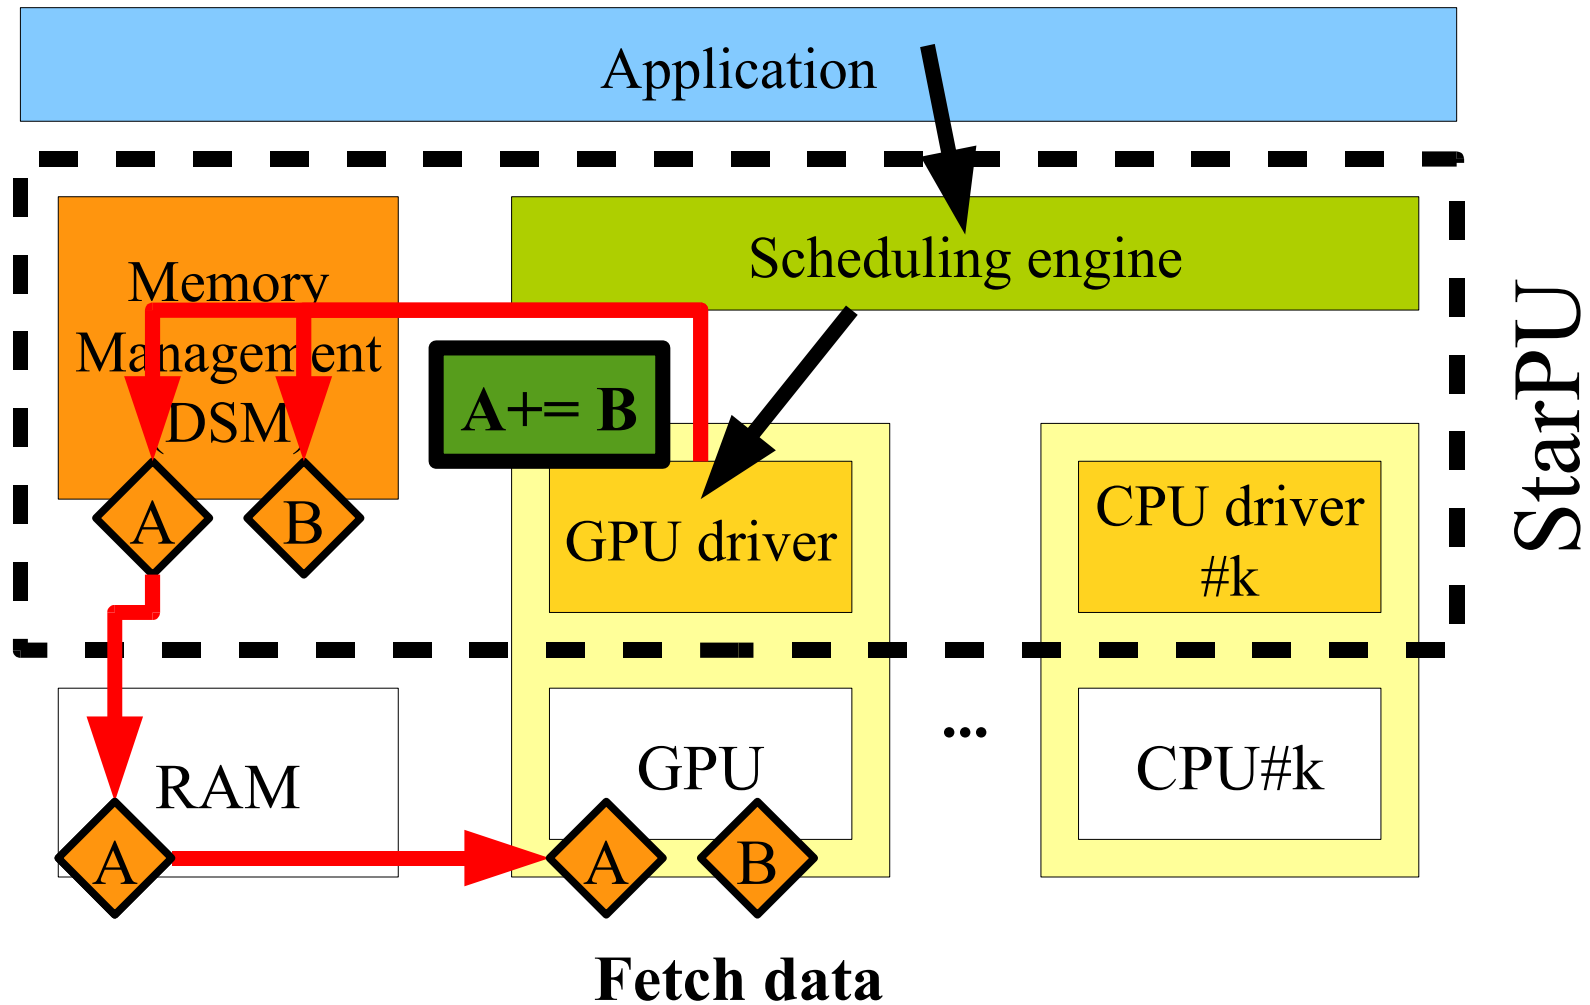 Application
StarPU
Memory
Management
(DSM)
Scheduling engine
A+= B
A
B
GPU driver
CPU driver
#k
RAM
GPU
...
CPU#k
A
A
B
Fetch data